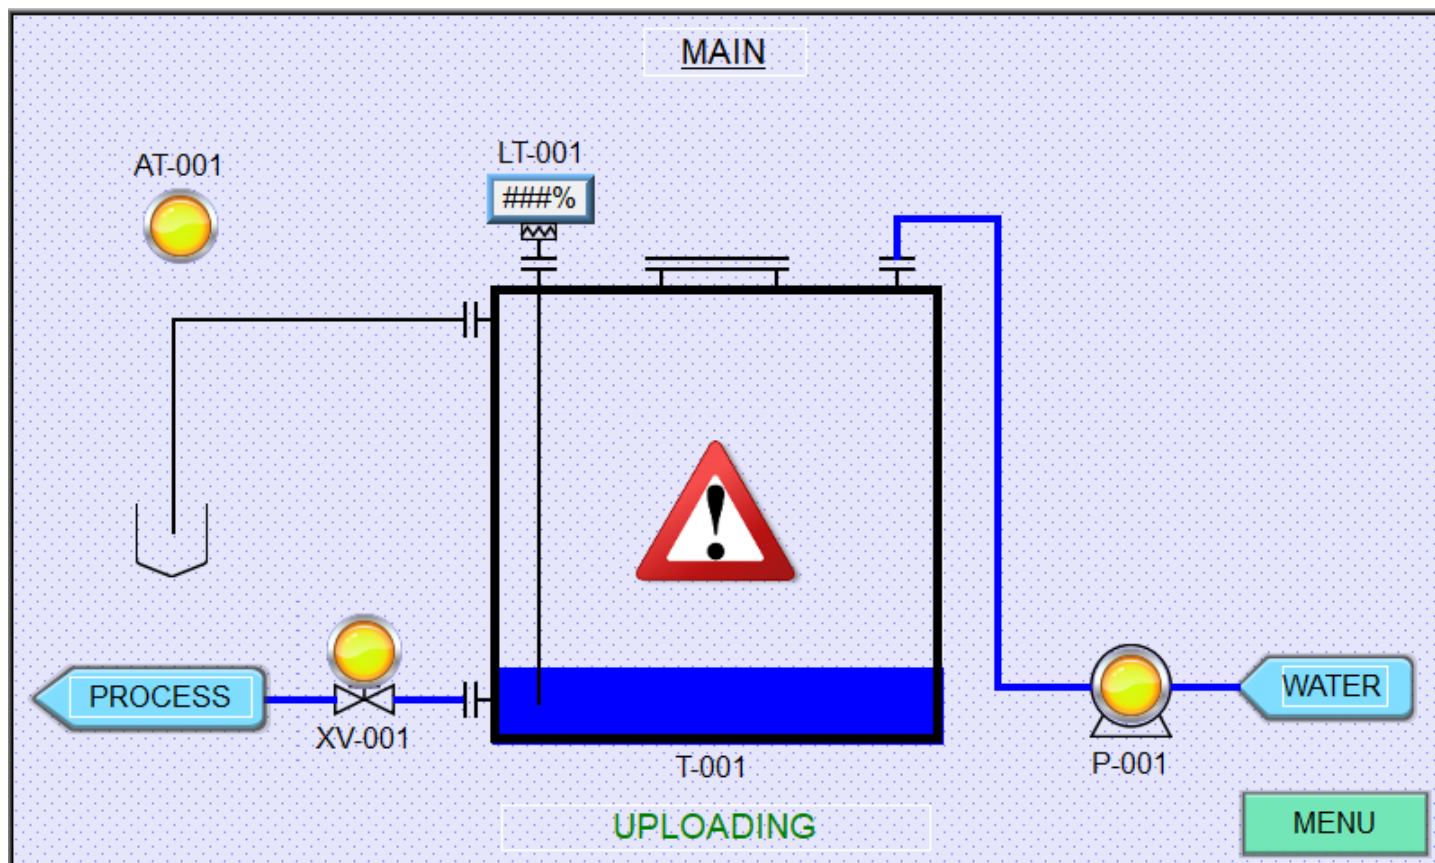 MAIN
AT-001
LT-001
###%
!
PROCESS
XV-001
T-001
WATER
P-001
UPLOADING
MENU